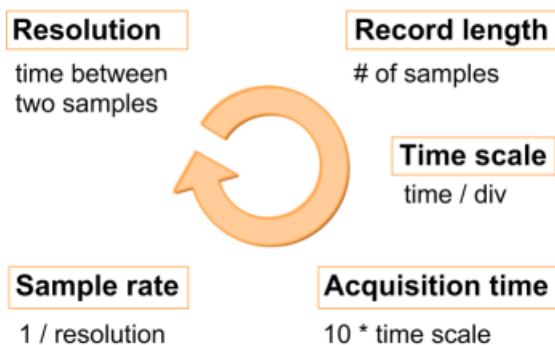 Resolution
time between
two samples
Record length
# of samples
Time scale
time / div
Sample rate
1 / resolution
Acquisition time
10 * time scale